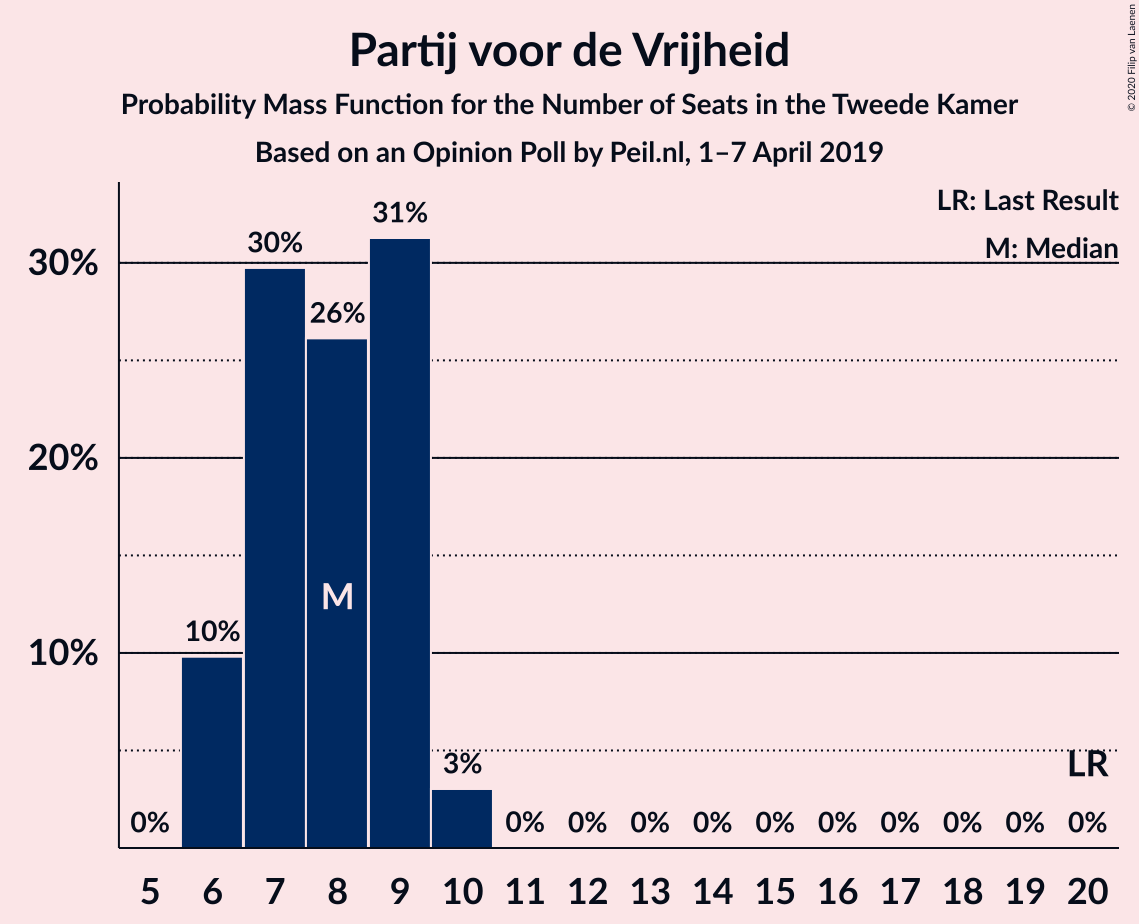 Partij voor de Vrijheid
Probability Mass Function for the Number of Seats in the Tweede Kamer
Based on an Opinion Poll by Peil.nl, 1–7 April 2019
© 2020 Filip van Laenen
LR: Last Result
M: Median
30%
20%
10%
0%
10%
30%
26%
31%
3%
0%
0%
0%
0%
0%
0%
0%
0%
0%
0%
M
LR
5 6 7 8 9 10 11 12 13 14 15 16 17 18 19 20